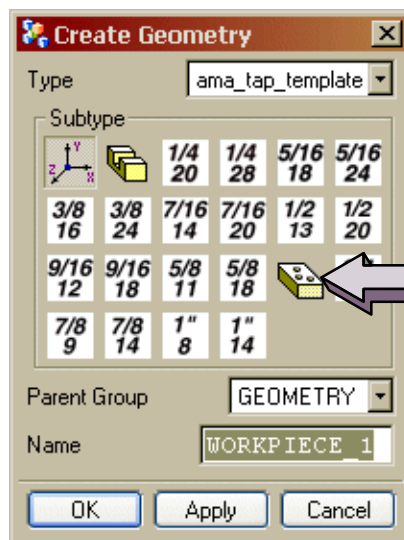 Create Geometry
Type ama_tap_template
Subtype
Y
Z X
1/4 20 1/4 28 5/16 18 5/16 24
3/8 16 3/8 24 7/16 14 7/16 20 1/2 13 1/2 20
9/16 12 9/16 18 5/8 11 5/8 18
7/8 9 7/8 14 1" 8 1" 14
Parent Group GEOMETRY
Name WORKPIECE_1
OK Apply Cancel